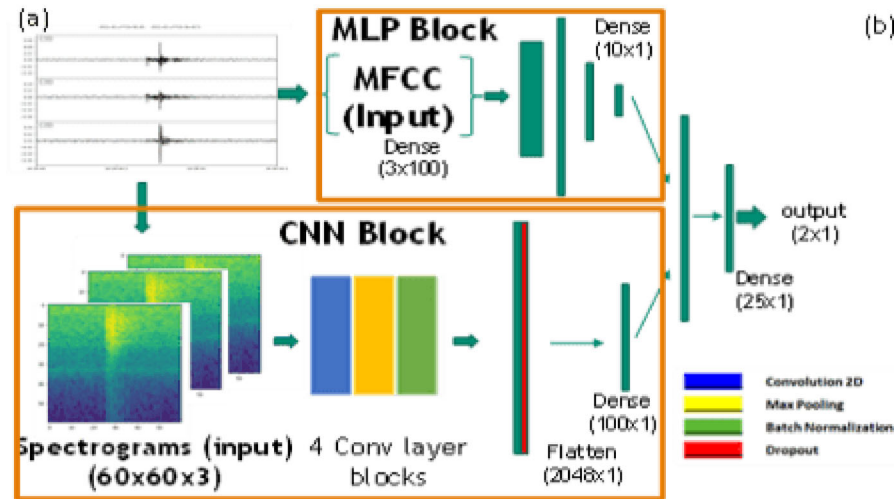 (a)
MLP Block
Dense
(10x1)
(b)
MFCC
(Input)
Dense
(3x100)
CNN Block
output
(2x1)
Dense
(25x1)
Dense
(100x1)
Spectrograms (input)
(60x60x3)
4 Conv layer
blocks
Flatten
(2048x1)
Convolution 2D
Max Pooling
Batch Normalization
Dropout